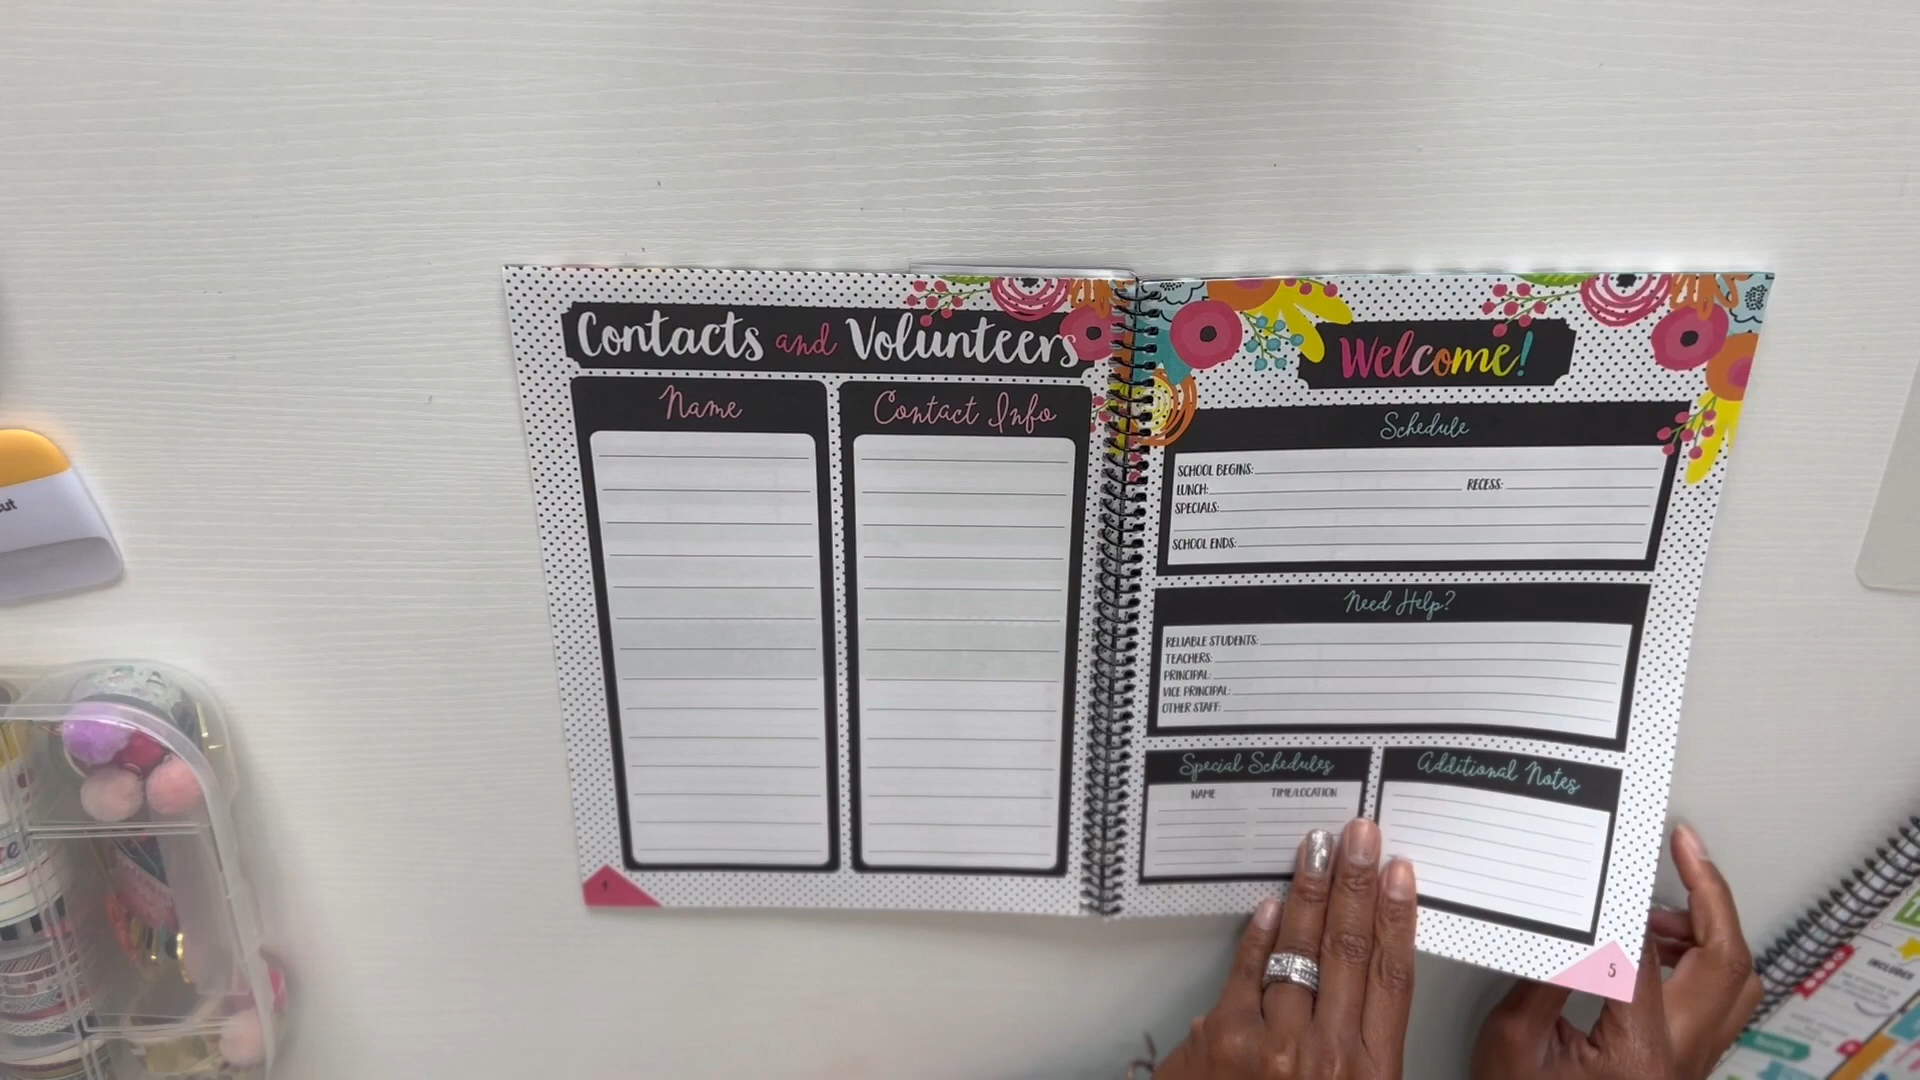 Contacts and Volunteers
Name
Contact Info
Welcome!
Schedule
SCHOOL BEGINS:
LUNCH:
RECESS:
SPECIALS:
SCHOOL ENDS:
Need Help?
RELIABLE STUDENTS:
TEACHERS:
PRINCIPAL:
VICE PRINCIPAL:
OTHER STAFF:
Special Schedules
NAME
TIME/LOCATION
Additional Notes
5
INCLUDES